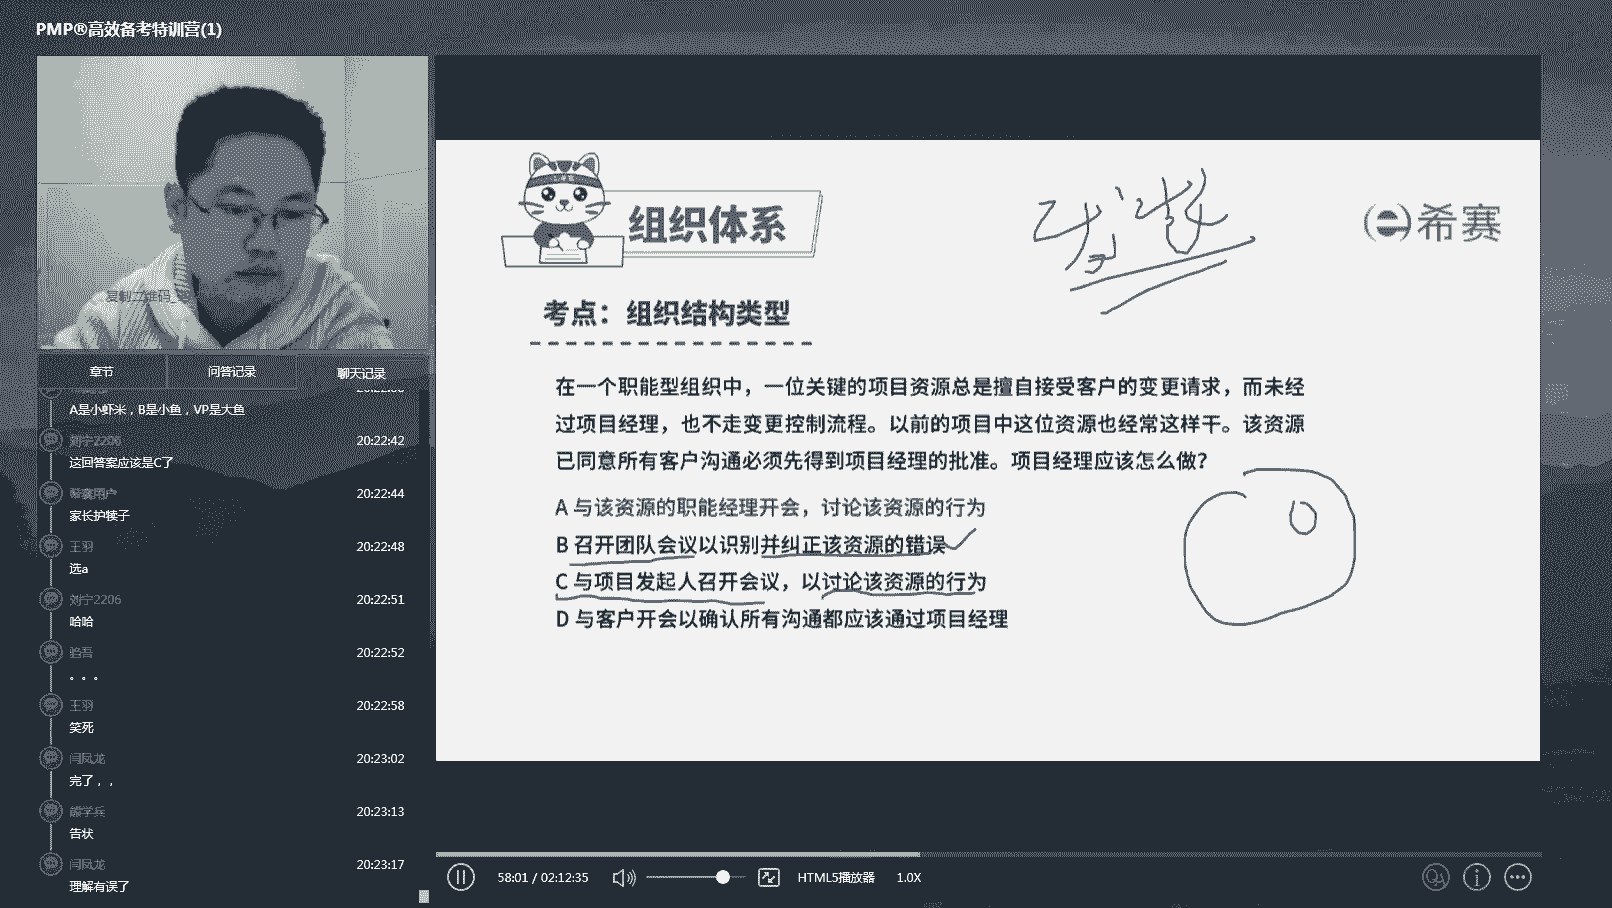 PMP®高效备考特训营(1)
章节
问答记录
聊天记录
A是小虾米，B是小鱼，VP是大鱼
刘宁2206
20:22:42
这回答案应该是C了
20:22:44
家长护犊子
王羽
20:22:48
选a
刘宁2206
20:22:51
哈哈
20:22:52
。。。
王羽
20:22:58
笑死
闫凤龙
20:23:02
完了，，
20:23:13
告状
闫凤龙
20:23:17
理解有误了
组织体系
希赛
考点：组织结构类型
在一个职能型组织中，一位关键的项目资源总是擅自接受客户的变更请求，而未经
过项目经理，也不走变更控制流程。以前的项目中这位资源也经常这样干。该资源
已同意所有客户沟通必须先得到项目经理的批准。项目经理应该怎么做？
A 与该资源的职能经理开会，讨论该资源的行为
B 召开团队会议以识别并纠正该资源的错误
C 与项目发起人召开会议，以讨论该资源的行为
D 与客户开会以确认所有沟通都应该通过项目经理
58:01 / 02:12:35
HTML5播放器
1.0X